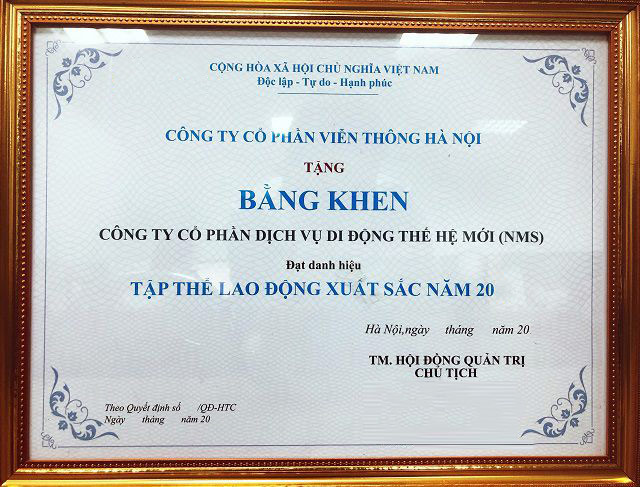 CỘNG HÒA XÃ HỘI CHỦ NGHĨA VIỆT NAM
Độc lập - Tự do - Hạnh phúc
CÔNG TY CỔ PHẦN VIỄN THÔNG HÀ NỘI
TẶNG
BẰNG KHEN
CÔNG TY CỔ PHẦN DỊCH VỤ DI ĐỘNG THẾ HỆ MỚI (NMS)
Đạt danh hiệu
TẬP THỂ LAO ĐỘNG XUẤT SẮC NĂM 20
Hà Nội,ngày tháng năm 20
TM. HỘI ĐỘNG QUẢN TRỊ
CHỦ TỊCH
Theo Quyết định số /QĐ-HTC
Ngày tháng năm 20